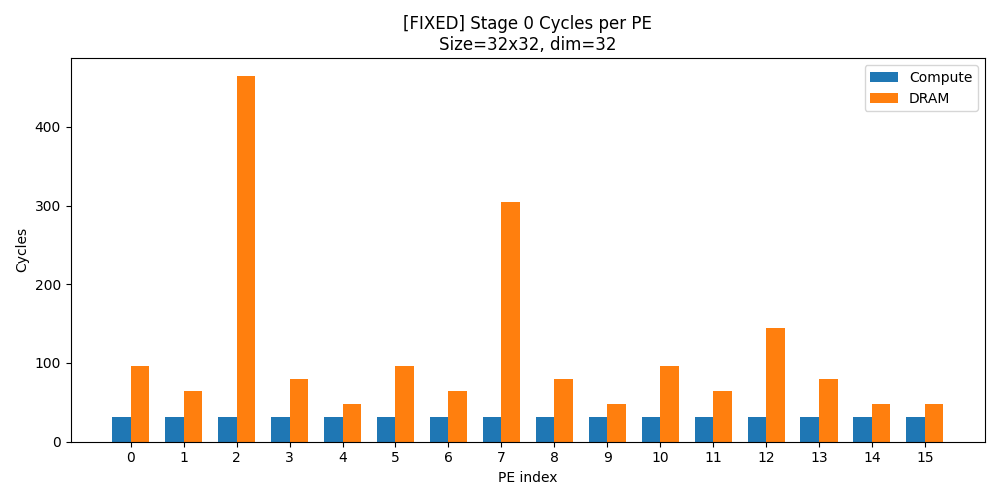 [FIXED] Stage 0 Cycles per PE
Size=32x32, dim=32
Compute
DRAM
Cycles
400
300
200
100
0
0 1 2 3 4 5 6 7 8 9 10 11 12 13 14 15
PE index